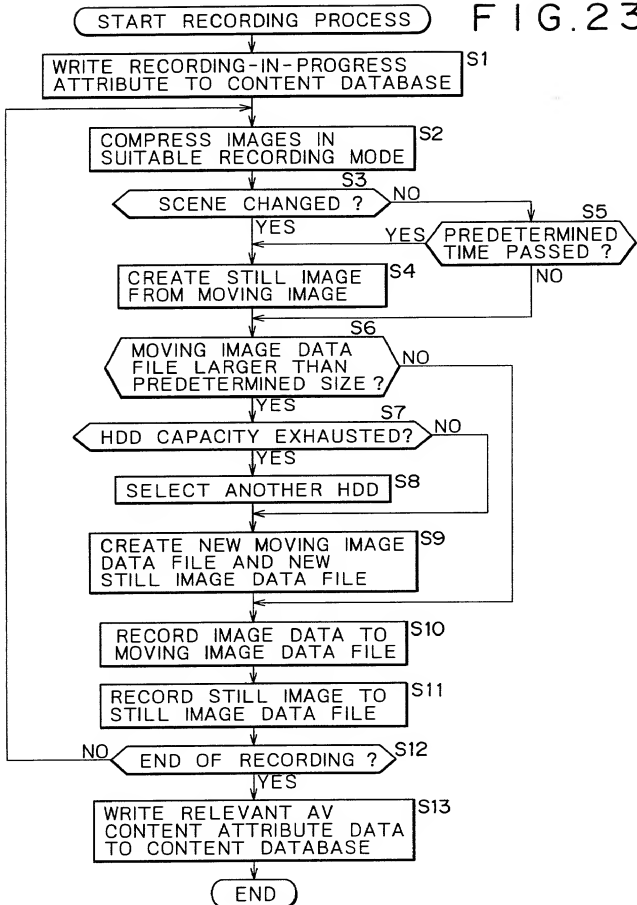 FIG.23
START RECORDING PROCESS
S1
WRITE RECORDING-IN-PROGRESS
ATTRIBUTE TO CONTENT DATABASE
S2
COMPRESS IMAGES IN
SUITABLE RECORDING MODE
S3
SCENE CHANGED ?
NO
YES
S5
PREDETERMINED
TIME PASSED ?
YES
NO
S4
CREATE STILL IMAGE
FROM MOVING IMAGE
S6
MOVING IMAGE DATA
FILE LARGER THAN
PREDETERMINED SIZE ?
NO
YES
S7
HDD CAPACITY EXHAUSTED?
NO
YES
S8
SELECT ANOTHER HDD
S9
CREATE NEW MOVING IMAGE
DATA FILE AND NEW
STILL IMAGE DATA FILE
S10
RECORD IMAGE DATA TO
MOVING IMAGE DATA FILE
S11
RECORD STILL IMAGE TO
STILL IMAGE DATA FILE
S12
NO
END OF RECORDING ?
YES
S13
WRITE RELEVANT AV
CONTENT ATTRIBUTE DATA
TO CONTENT DATABASE
END